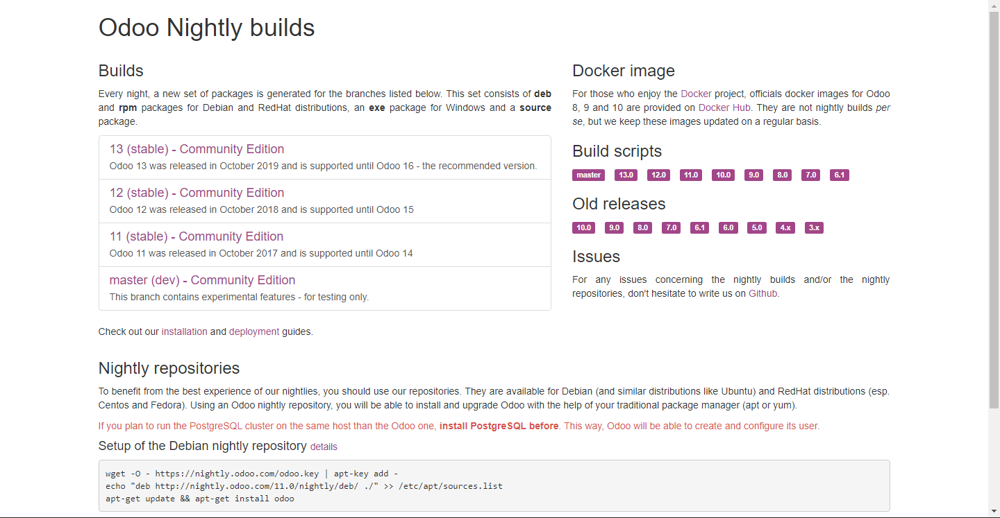 Odoo Nightly builds
Builds
Every night, a new set of packages is generated for the branches listed below. This set consists of deb
and rpm packages for Debian and RedHat distributions, an exe package for Windows and a source
package.
13 (stable) - Community Edition
Odoo 13 was released in October 2019 and is supported until Odoo 16 - the recommended version.
12 (stable) - Community Edition
Odoo 12 was released in October 2018 and is supported until Odoo 15
11 (stable) - Community Edition
Odoo 11 was released in October 2017 and is supported until Odoo 14
master (dev) - Community Edition
This branch contains experimental features - for testing only.
Check out our installation and deployment guides.
Docker image
For those who enjoy the Docker project, officials docker images for Odoo
8, 9 and 10 are provided on Docker Hub. They are not nightly builds per
se, but we keep these images updated on a regular basis.
Build scripts
master 13.0 12.0 11.0 10.0 9.0 8.0 7.0 6.1
Old releases
10.0 9.0 8.0 7.0 6.1 6.0 5.0 4.x 3.x
Issues
For any issues concerning the nightly builds and/or the nightly
repositories, don't hesitate to write us on Github.
Nightly repositories
To benefit from the best experience of our nightlies, you should use our repositories. They are available for Debian (and similar distributions like Ubuntu) and RedHat distributions (esp.
Centos and Fedora). Using an Odoo nightly repository, you will be able to install and upgrade Odoo with the help of your traditional package manager (apt or yum).
If you plan to run the PostgreSQL cluster on the same host than the Odoo one, install PostgreSQL before. This way, Odoo will be able to create and configure its user.
Setup of the Debian nightly repository details
wget -O - https://nightly.odoo.com/odoo.key | apt-key add -
echo "deb http://nightly.odoo.com/11.0/nightly/deb/ ./" >> /etc/apt/sources.list
apt-get update && apt-get install odoo